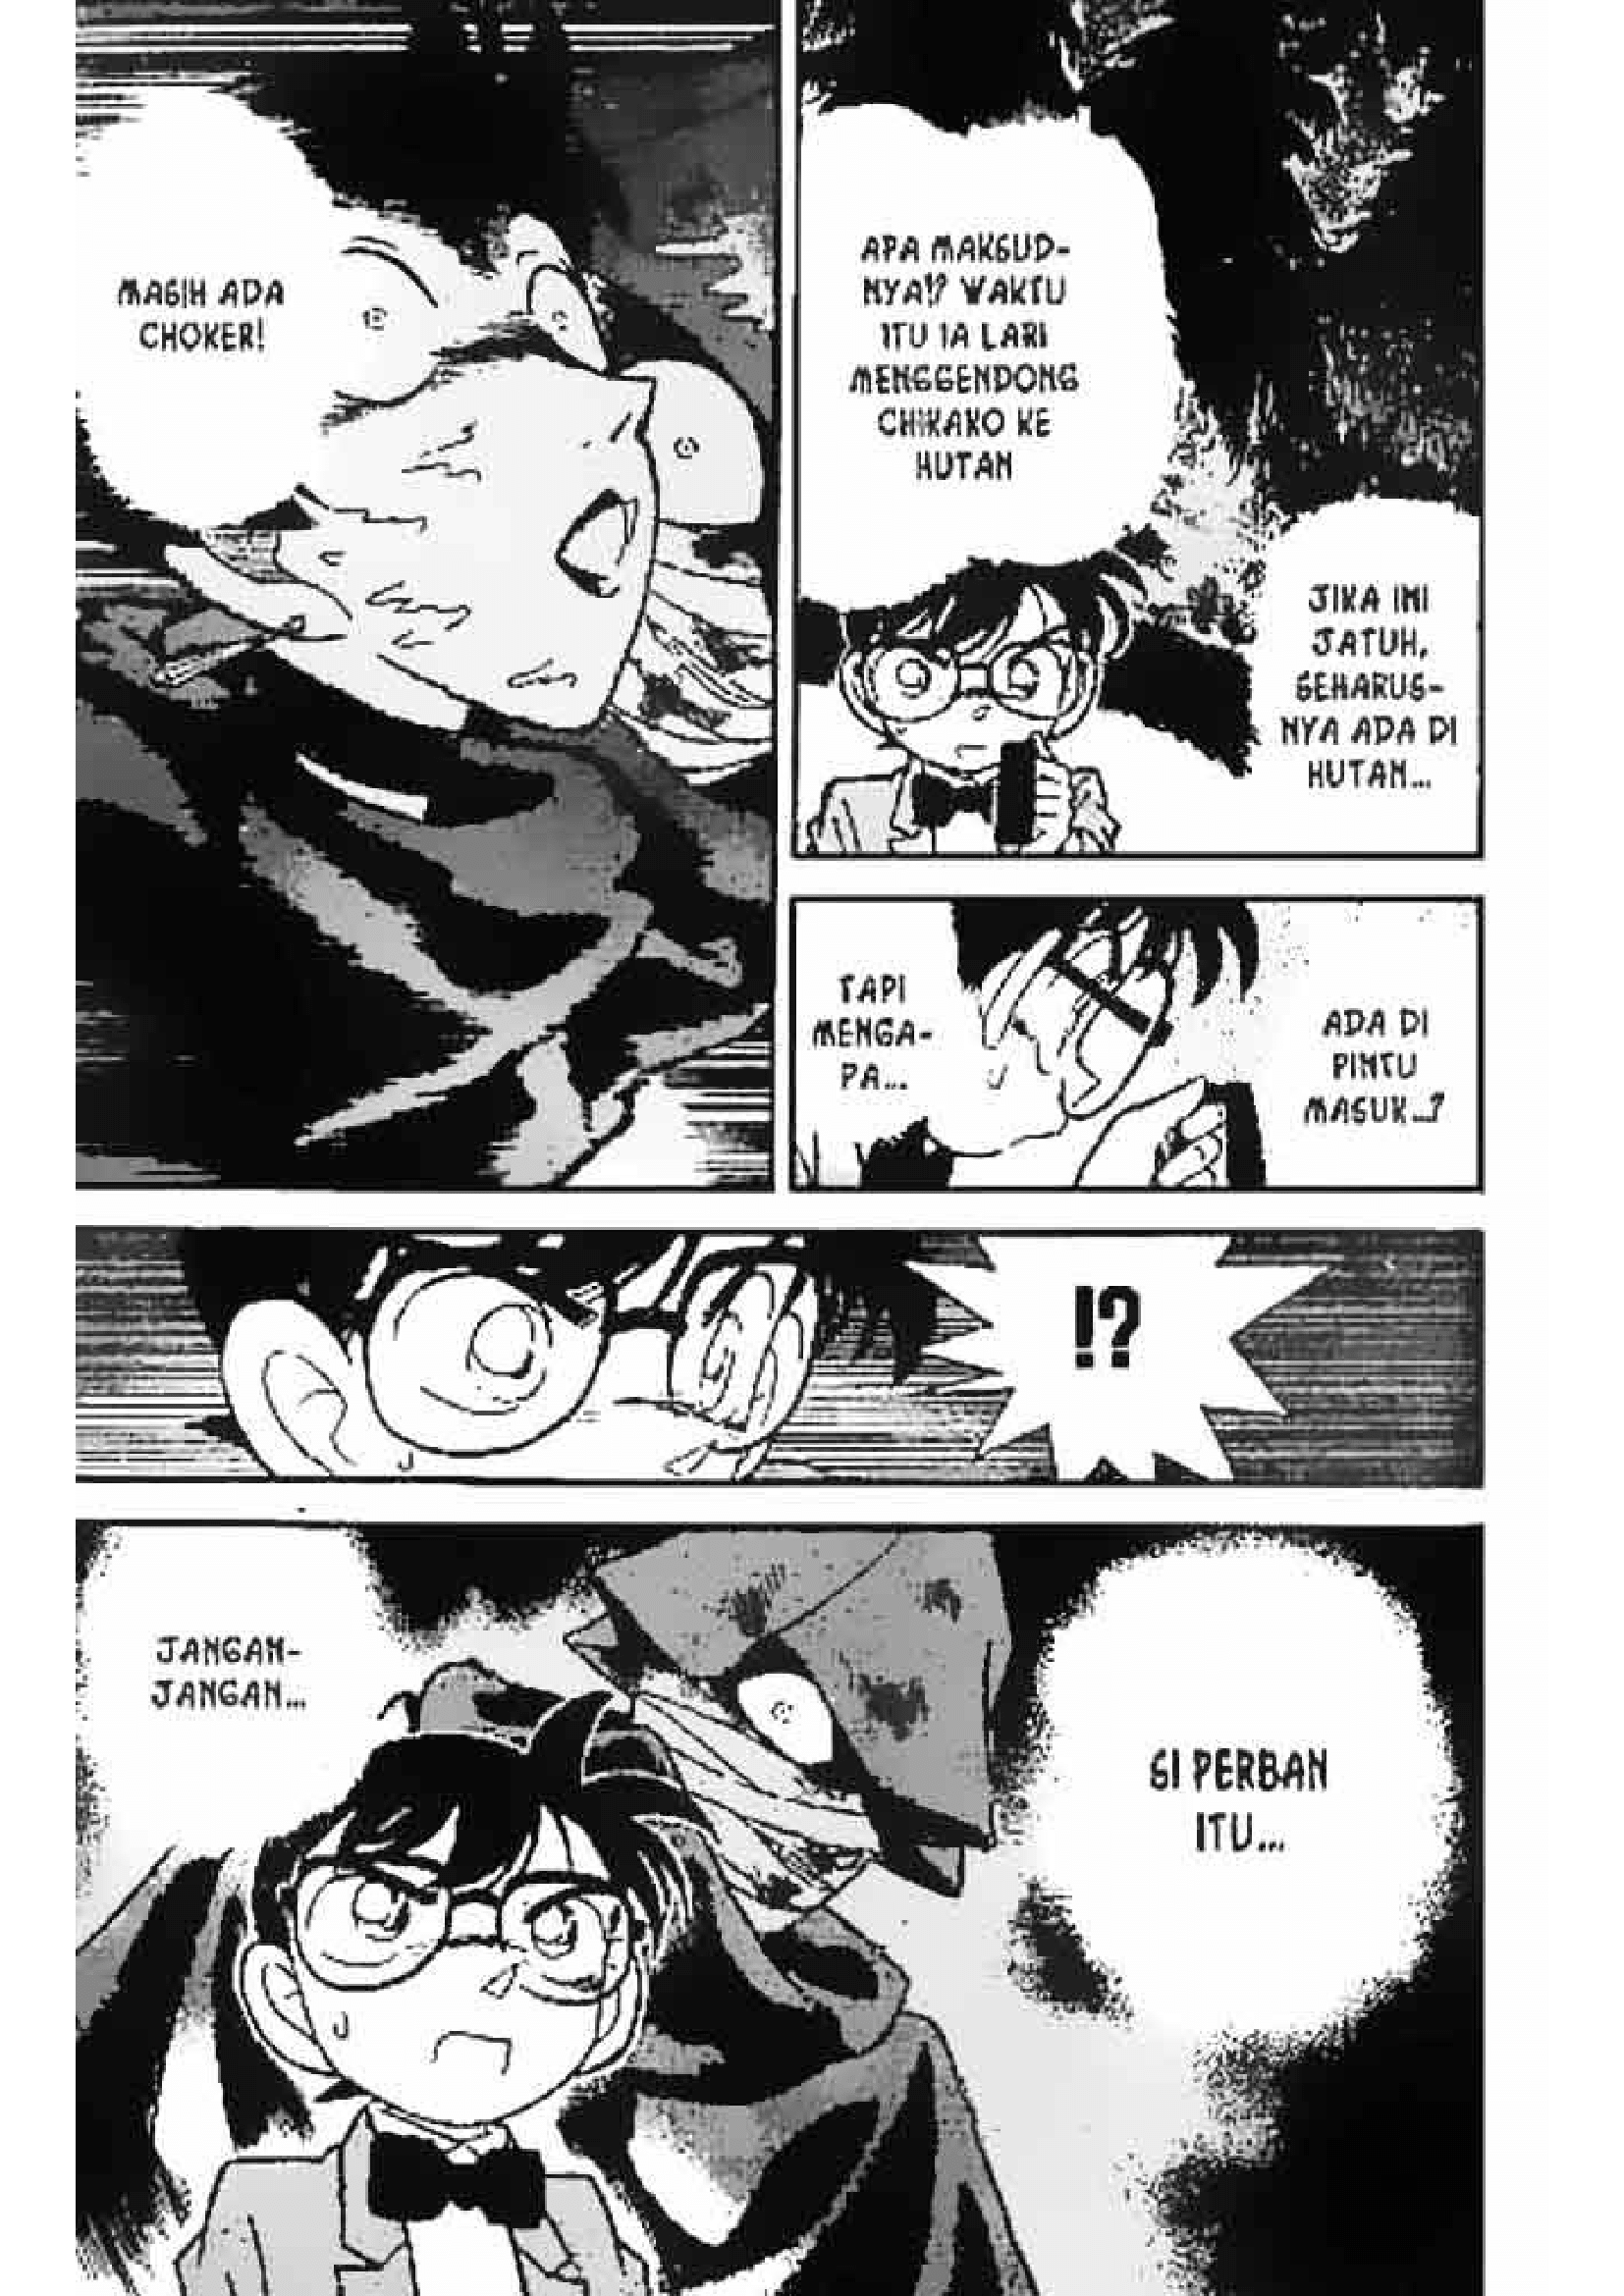 JIKA INI
JATUH,
SEHARUS-
NYA ADA DI
HUTAN...
APA MAKSUD-
NYA!? WAKTU
ITU IA LARI
MENGGENDONG
CHIKAKO KE
HUTAN
ADA DI
PINTU
MASUK...?
TAPI
MENGA-
PA...
MASIH ADA
CHOKER!
!?
SI PERBAN
ITU...
JANGAN-
JANGAN...